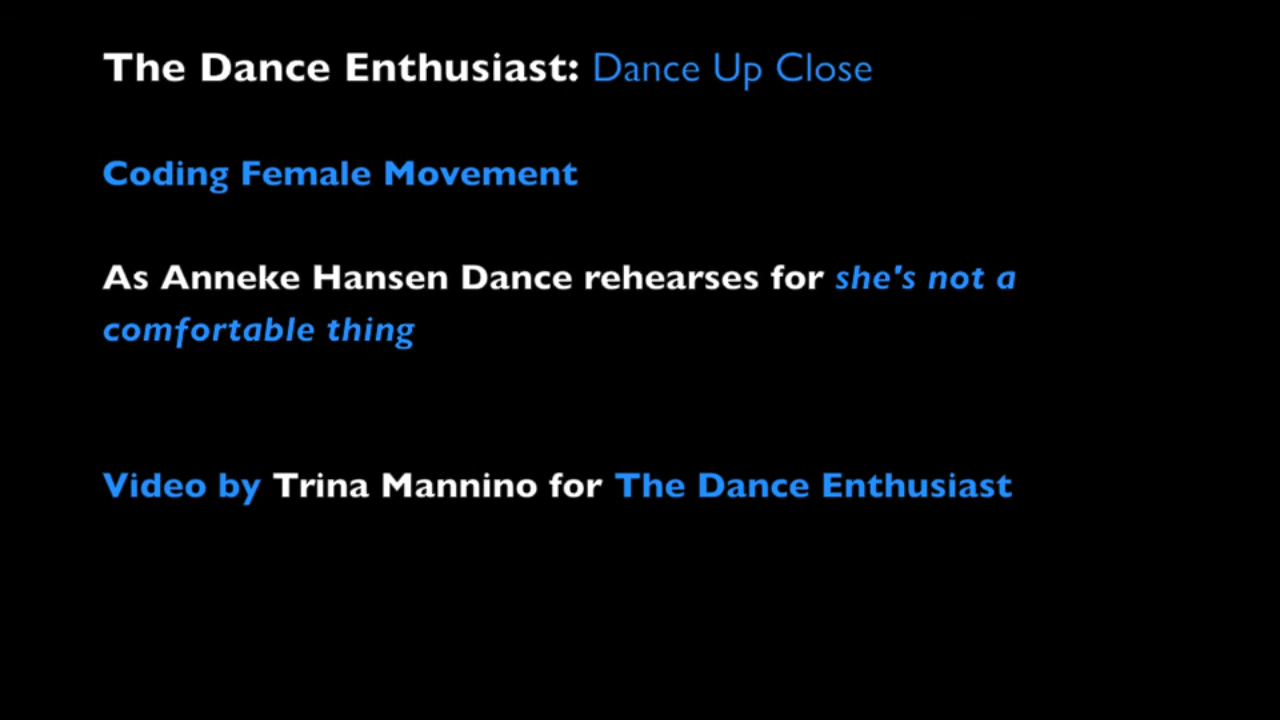 The Dance Enthusiast: Dance Up Close
Coding Female Movement
As Anneke Hansen Dance rehearses for she's not a
comfortable thing
Video by Trina Mannino for The Dance Enthusiast